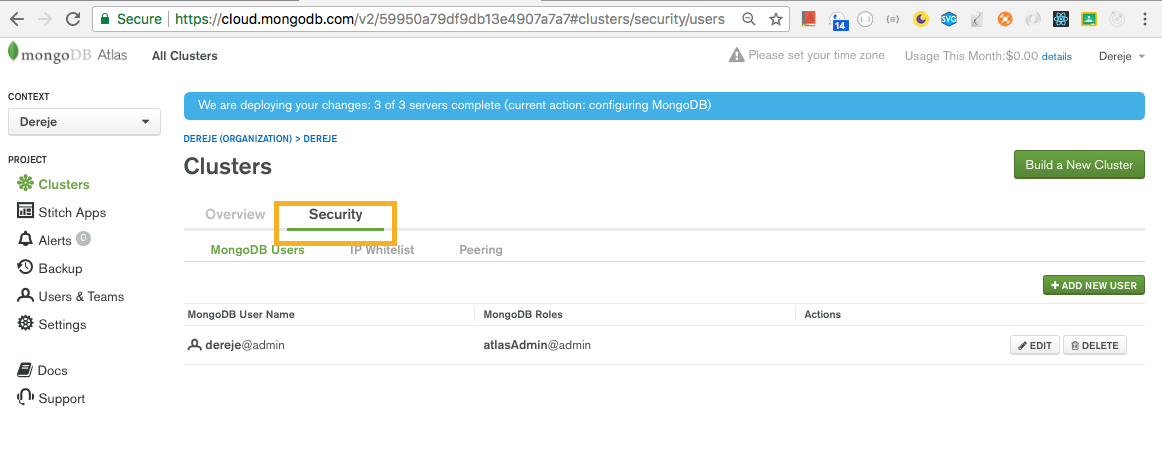 Secure https://cloud.mongodb.com/v2/59950a79df9db13e4907a7a7#clusters/security/users
14
SVG
mongoDB Atlas All Clusters Please set your time zone Usage This Month:$0.00 details Dereje
CONTEXT
Dereje
We are deploying your changes: 3 of 3 servers complete (current action: configuring MongoDB)
DEREJE (ORGANIZATION) > DEREJE
PROJECT
Clusters
Build a New Cluster
Clusters
Stitch Apps
Overview Security
Alerts 0
MongoDB Users IP Whitelist Peering
Backup
Users & Teams
ADD NEW USER
Settings
MongoDB User Name MongoDB Roles Actions
dereje@admin atlasAdmin@admin EDIT DELETE
Docs
Support